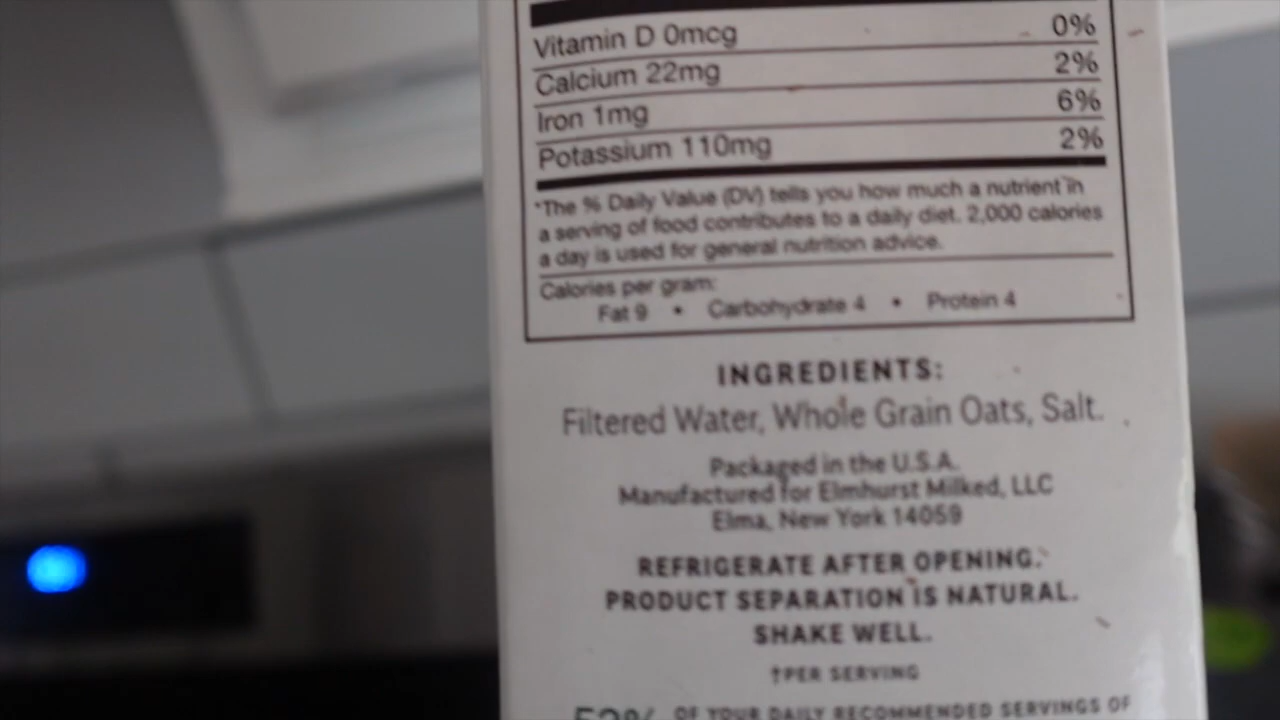 Vitamin D 0mcg 0%
Calcium 22mg 2%
Iron 1mg 6%
Potassium 110mg 2%
*The % Daily Value (DV) tells you how much a nutrient in
a serving of food contributes to a daily diet. 2,000 calories
a day is used for general nutrition advice.
Calories per gram:
Fat 9 • Carbohydrate 4 • Protein 4
INGREDIENTS:
Filtered Water, Whole Grain Oats, Salt.
Packaged in the U.S.A.
Manufactured for Elmhurst Milked, LLC
Elma, New York 14059
REFRIGERATE AFTER OPENING.
PRODUCT SEPARATION IS NATURAL.
SHAKE WELL.
†PER SERVING
OF YOUR DAILY RECOMMENDED SERVINGS OF